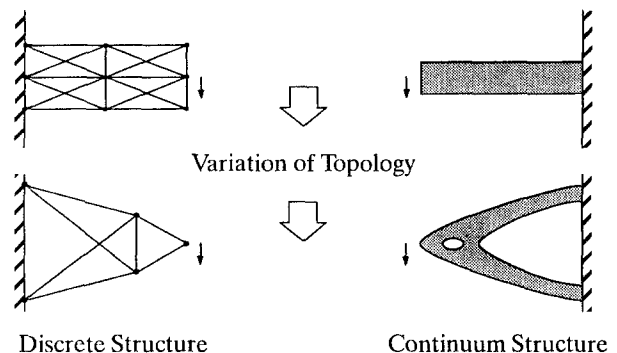 Variation of Topology
Discrete Structure
Continuum Structure